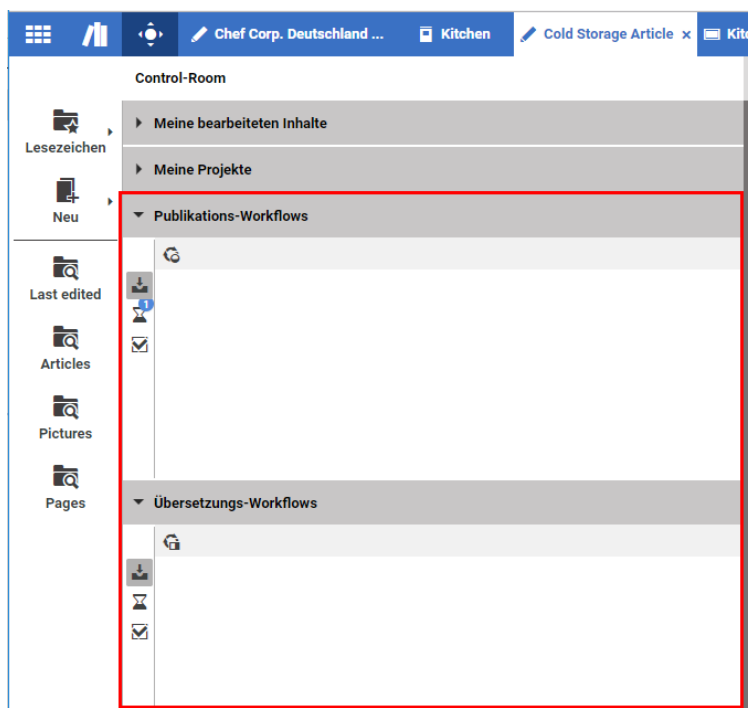 Chef Corp. Deutschland ...
Kitchen
Cold Storage Article x
Kitc
Control-Room
Lesezeichen
Neu
Last edited
Articles
Pictures
Pages
Meine bearbeiteten Inhalte
Meine Projekte
Publikations-Workflows
1
Übersetzungs-Workflows